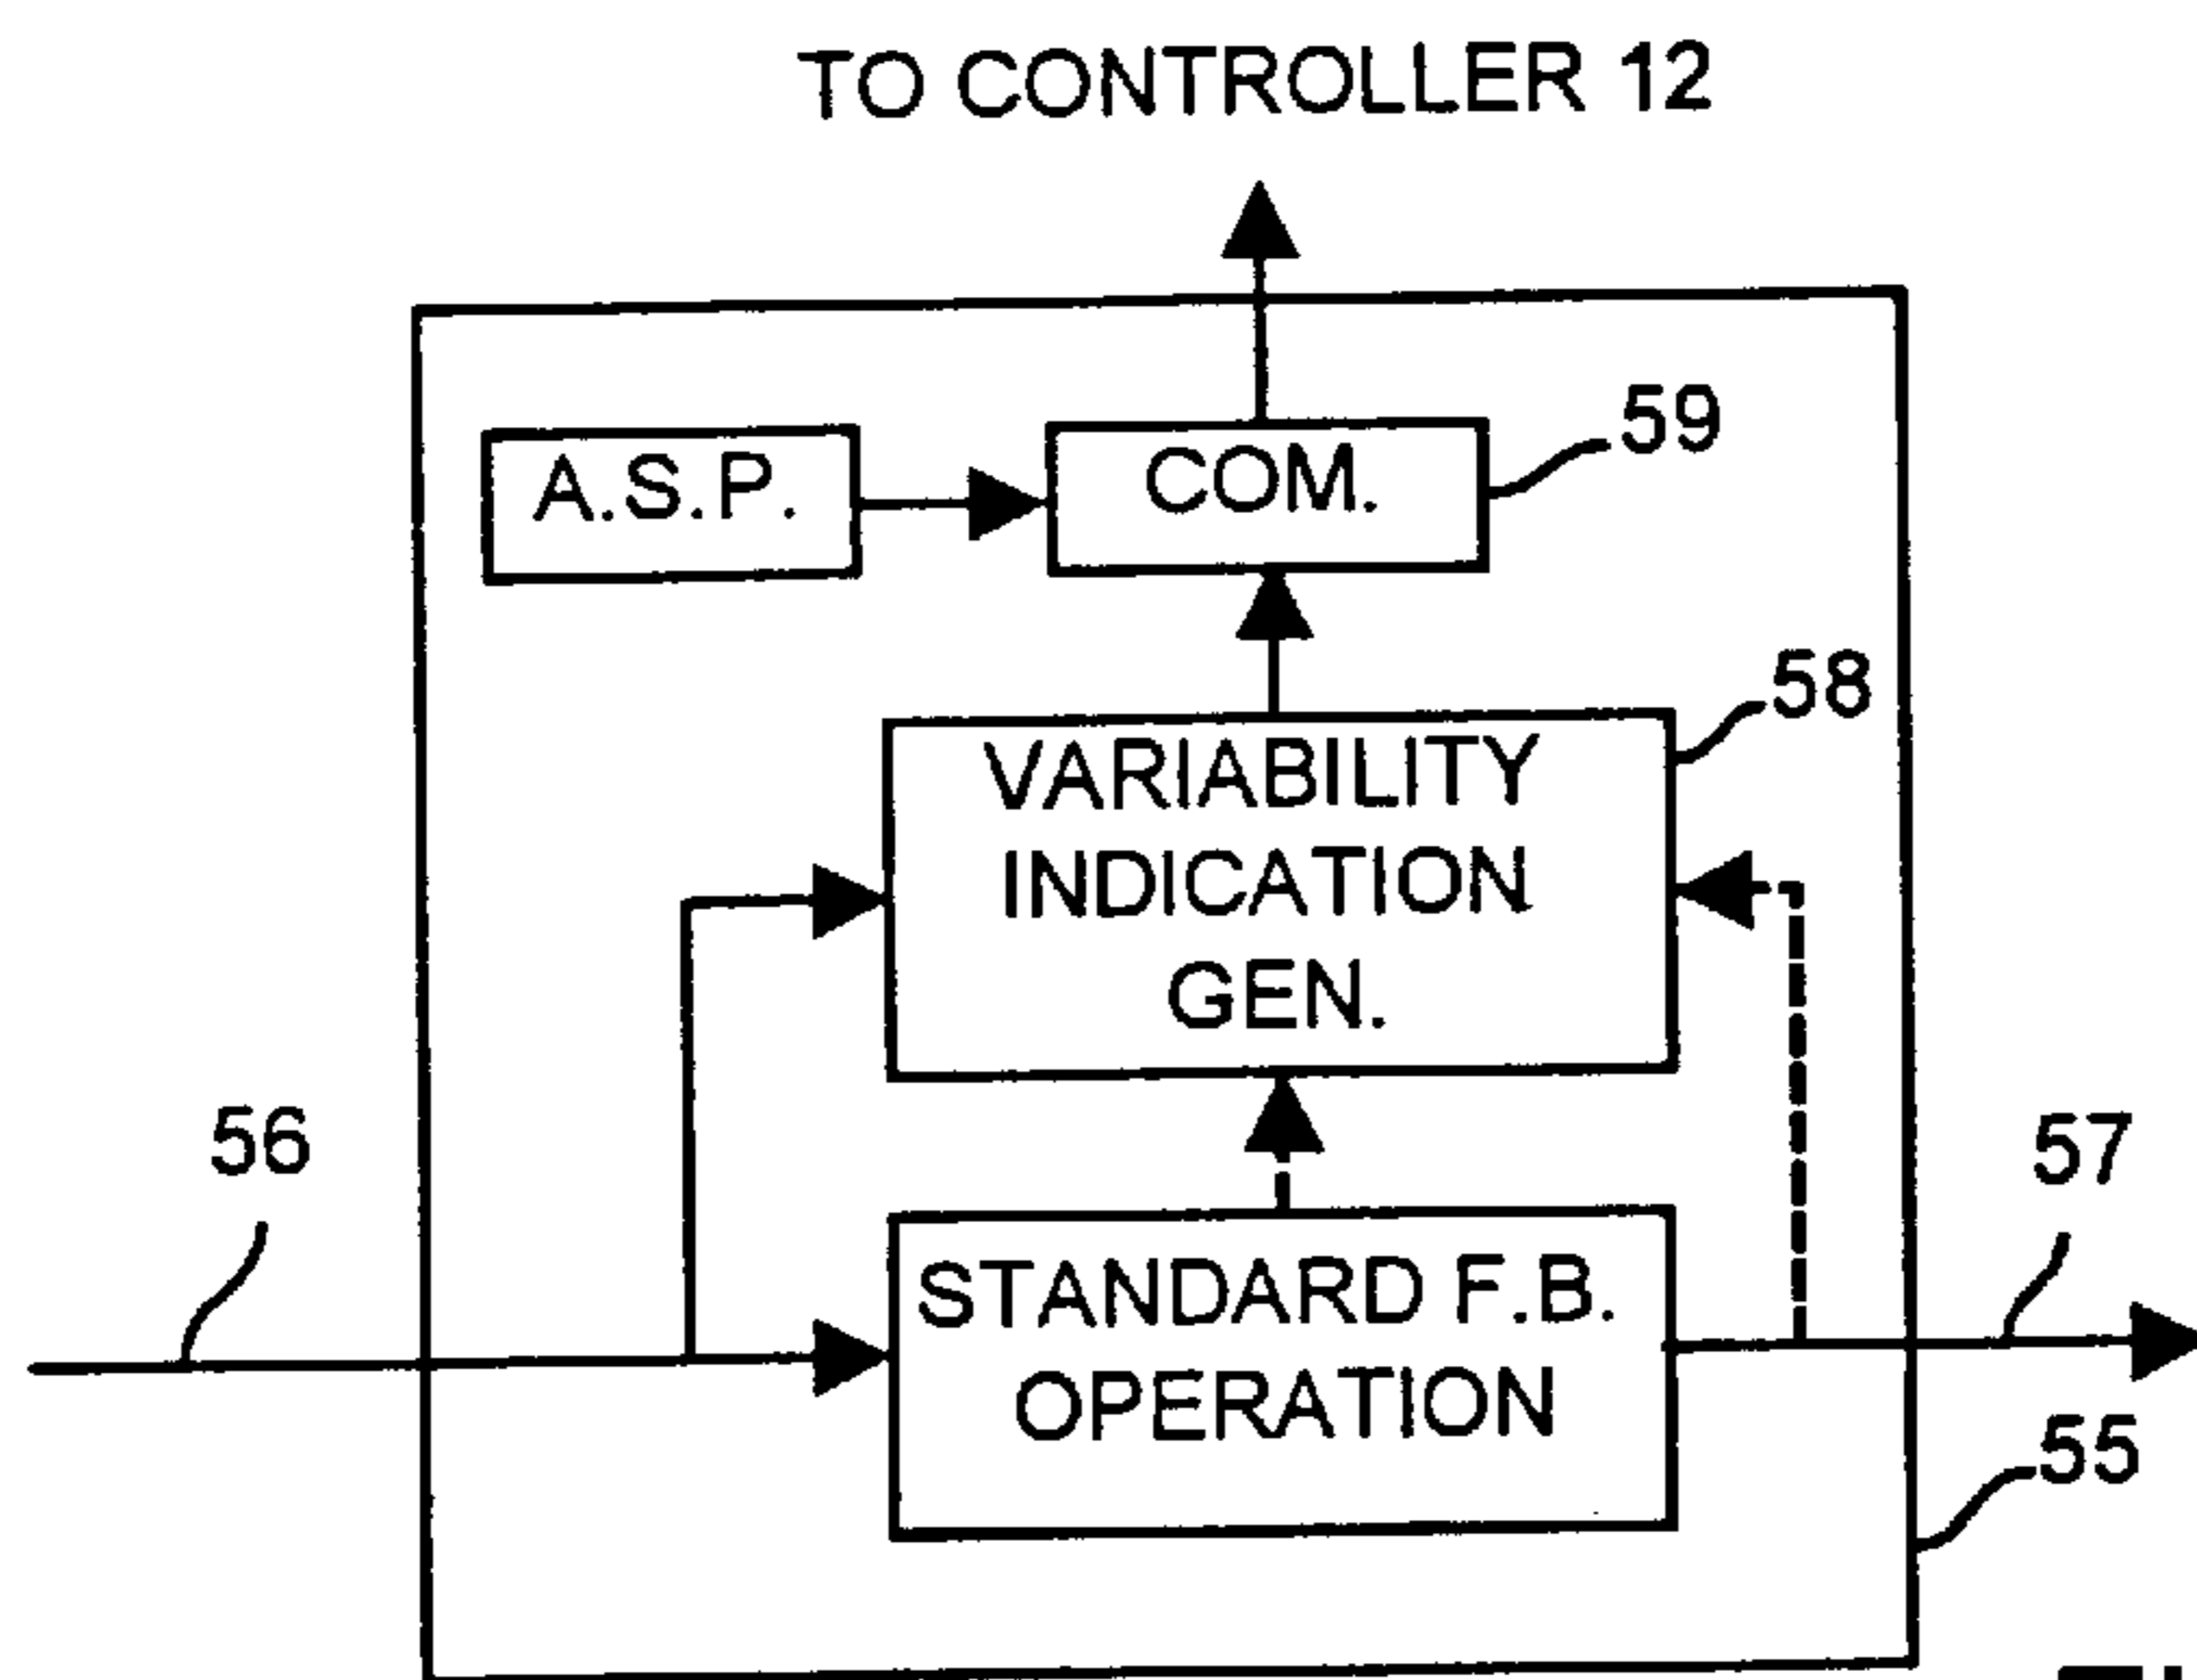 TO CONTROLLER 12
A.S.P.
COM.
59
58
VARIABILITY
INDICATION
GEN.
56
57
STANDARD F.B.
OPERATION
55